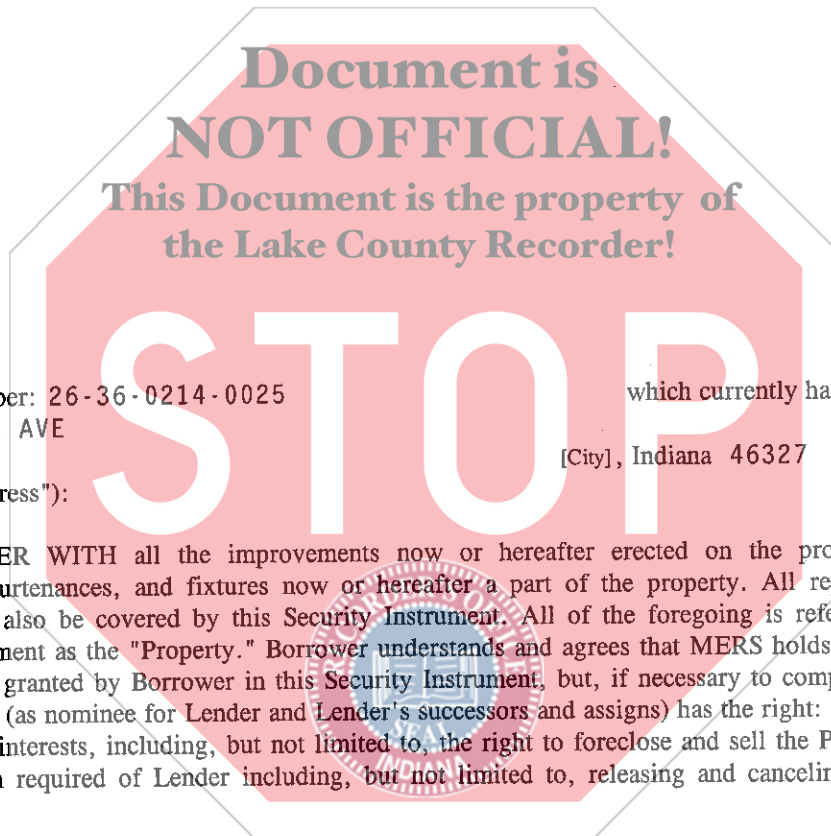 Document is
NOT OFFICIAL!
This Document is the property of
the Lake County Recorder!
STOP
ber: 26-36-0214-0025 which currently ha
AVE
[City], Indiana 46327
ress"):
ER WITH all the improvements now or hereafter erected on the pro
urtenances, and fixtures now or hereafter a part of the property. All re
also be covered by this Security Instrument. All of the foregoing is refe
ment as the "Property." Borrower understands and agrees that MERS holds
granted by Borrower in this Security Instrument, but, if necessary to comp
(as nominee for Lender and Lender's successors and assigns) has the right:
interests, including, but not limited to, the right to foreclose and sell the P
required of Lender including, but not limited to, releasing and cancelin
SEAL
INDIANA